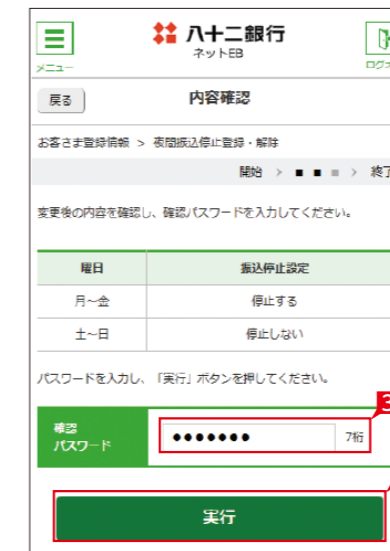 八十二銀行
ネットEB
メニュー
戻る
内容確認
お客さま登録情報 > 夜間振込停止登録・解除
開始 > ■ ■ ■ > 終了
変更後の内容を確認し、確認パスワードを入力してください。
曜日 振込停止設定
月～金 停止する
土～日 停止しない
パスワードを入力し、「実行」ボタンを押してください。
3
確認
パスワード
●●●●●●● 7桁
実行